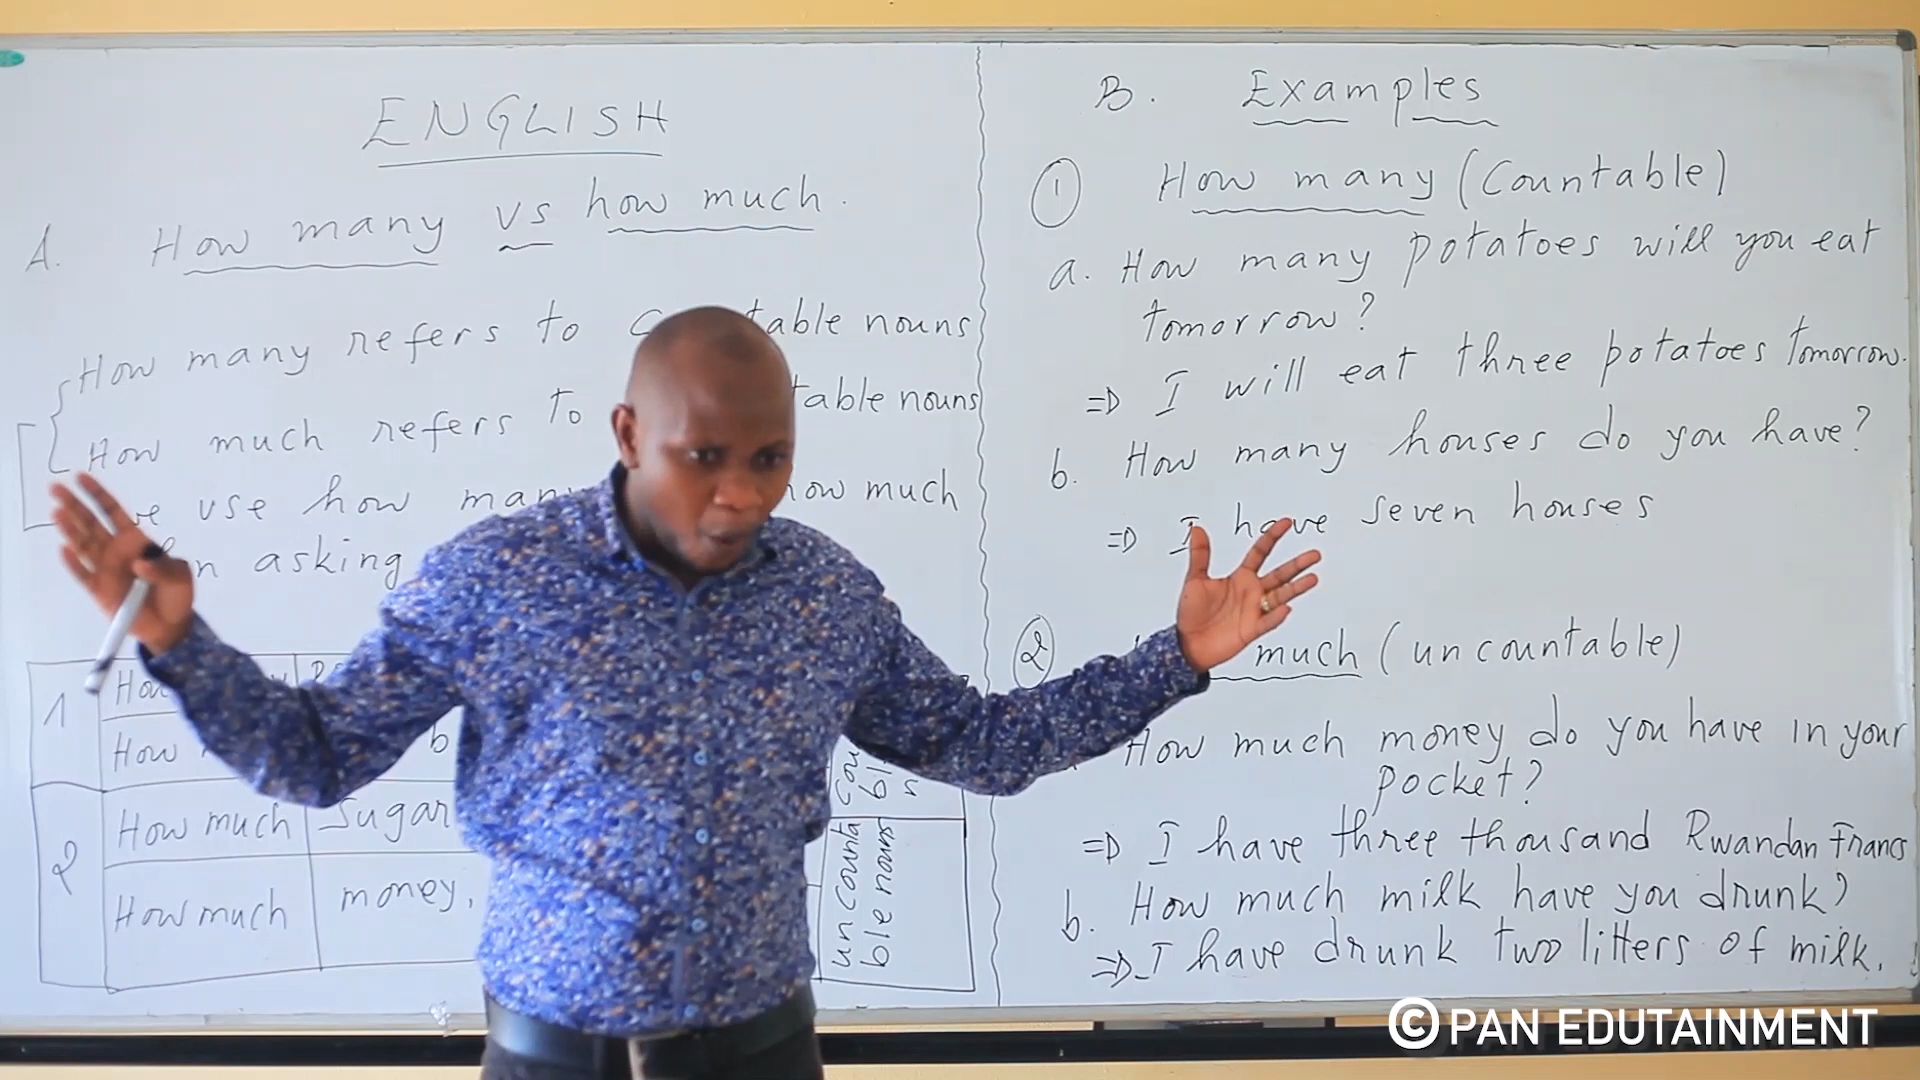 ENGLISH
A. How many vs how much.
How many refers to table nouns
How much refers to table nouns
we use how many how much
asking
1
How
b
2
How much Sugar
How much money,
uncounta
ble nouns
B. Examples
1 How many (Countable)
a. How many potatoes will you eat
tomorrow?
=> I will eat three potatoes tomorrow.
b. How many houses do you have?
=> I have seven houses
2 much (uncountable)
How much money do you have in your
pocket?
=> I have three thousand Rwandan Francs
b. How much milk have you drunk?
=> I have drunk two litters of milk.
© PAN EDUTAINMENT